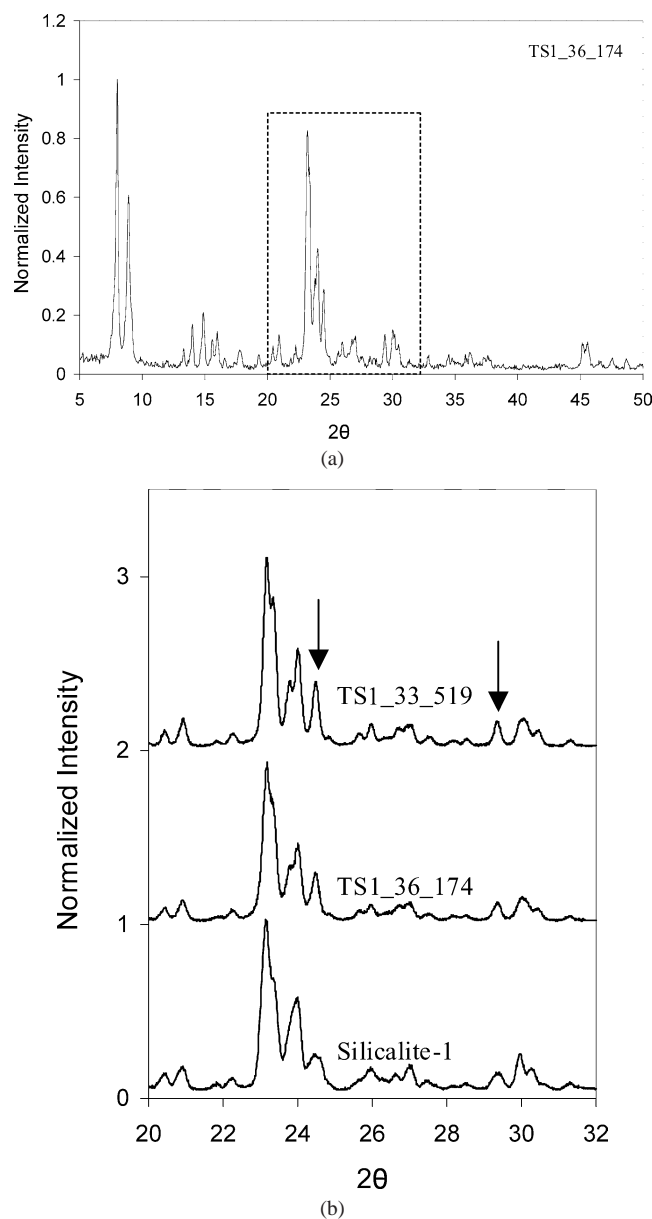 TS1_36_174
1.2
1
0.8
0.6
0.4
0.2
0
Normalized Intensity
5 10 15 20 25 30 35 40 45 50
2θ
(a)
3
2
1
0
Normalized Intensity
TS1_33_519
TS1_36_174
Silicalite-1
20 22 24 26 28 30 32
2θ
(b)